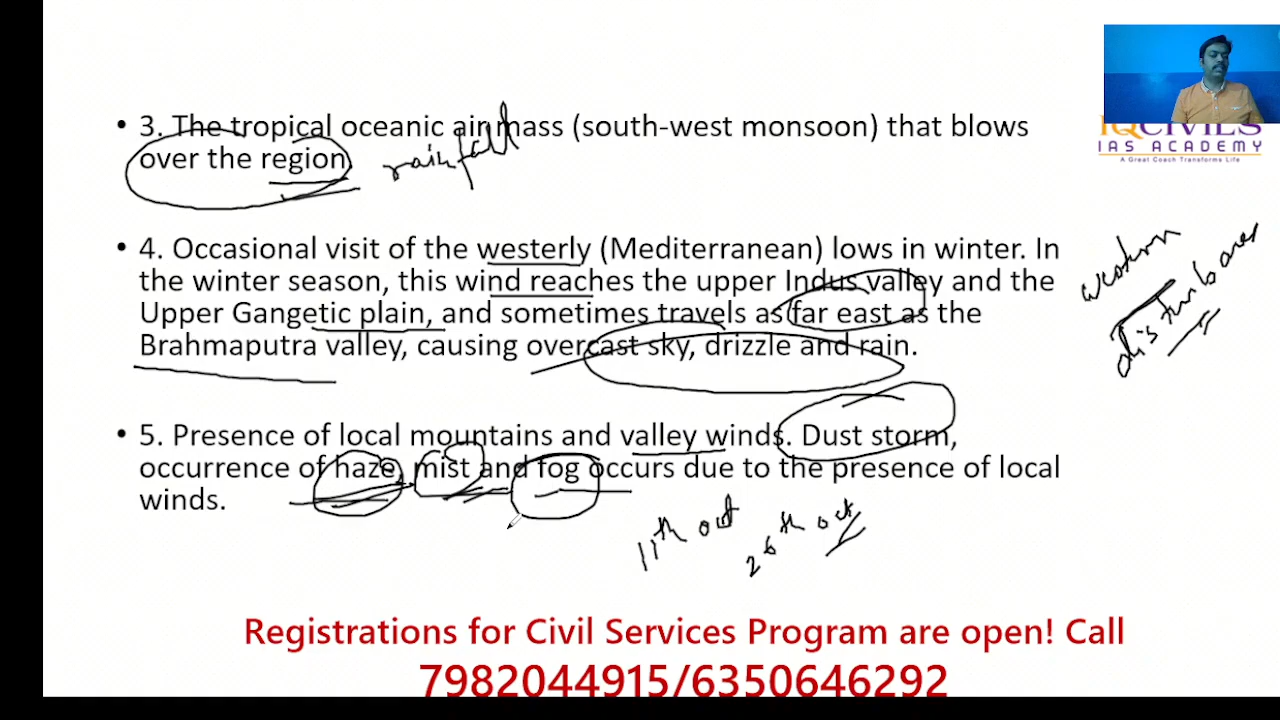 • 3. The tropical oceanic air mass (south-west monsoon) that blows
over the region.
rainfall
IQCIVILS
IAS ACADEMY
A Great Coach Transforms Life
• 4. Occasional visit of the westerly (Mediterranean) lows in winter. In
the winter season, this wind reaches the upper Indus valley and the
Upper Gangetic plain, and sometimes travels as far east as the
Brahmaputra valley, causing overcast sky, drizzle and rain.
western
• 5. Presence of local mountains and valley winds. Dust storm,
occurrence of haze, mist and fog occurs due to the presence of local
winds.
11th oct 26th oct
Registrations for Civil Services Program are open! Call
7982044915/6350646292